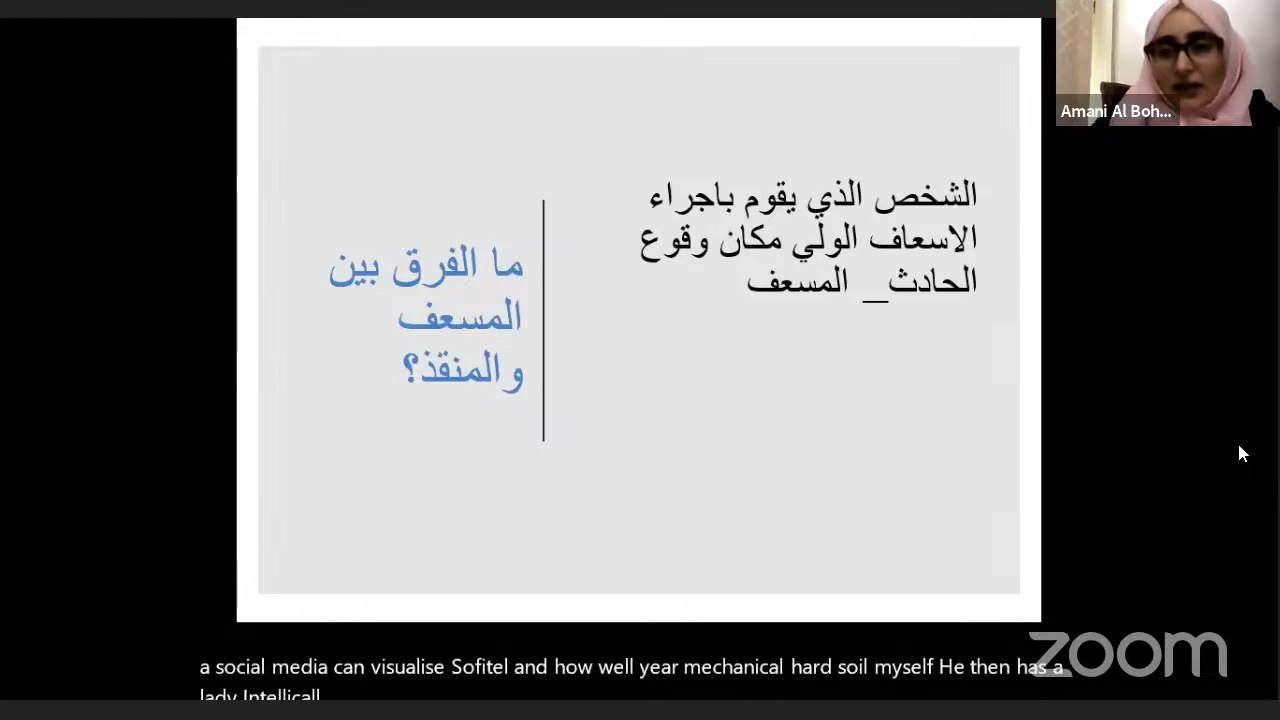 Amani Al Boh...
الشخص الذي يقوم باجراء
الاسعاف الولي مكان وقوع
الحادث_ المسعف
ما الفرق بين
المسعف
والمنقذ؟
zoom
a social media can visualise Sofitel and how well year mechanical hard soil myself He then has a
lady Intellicall